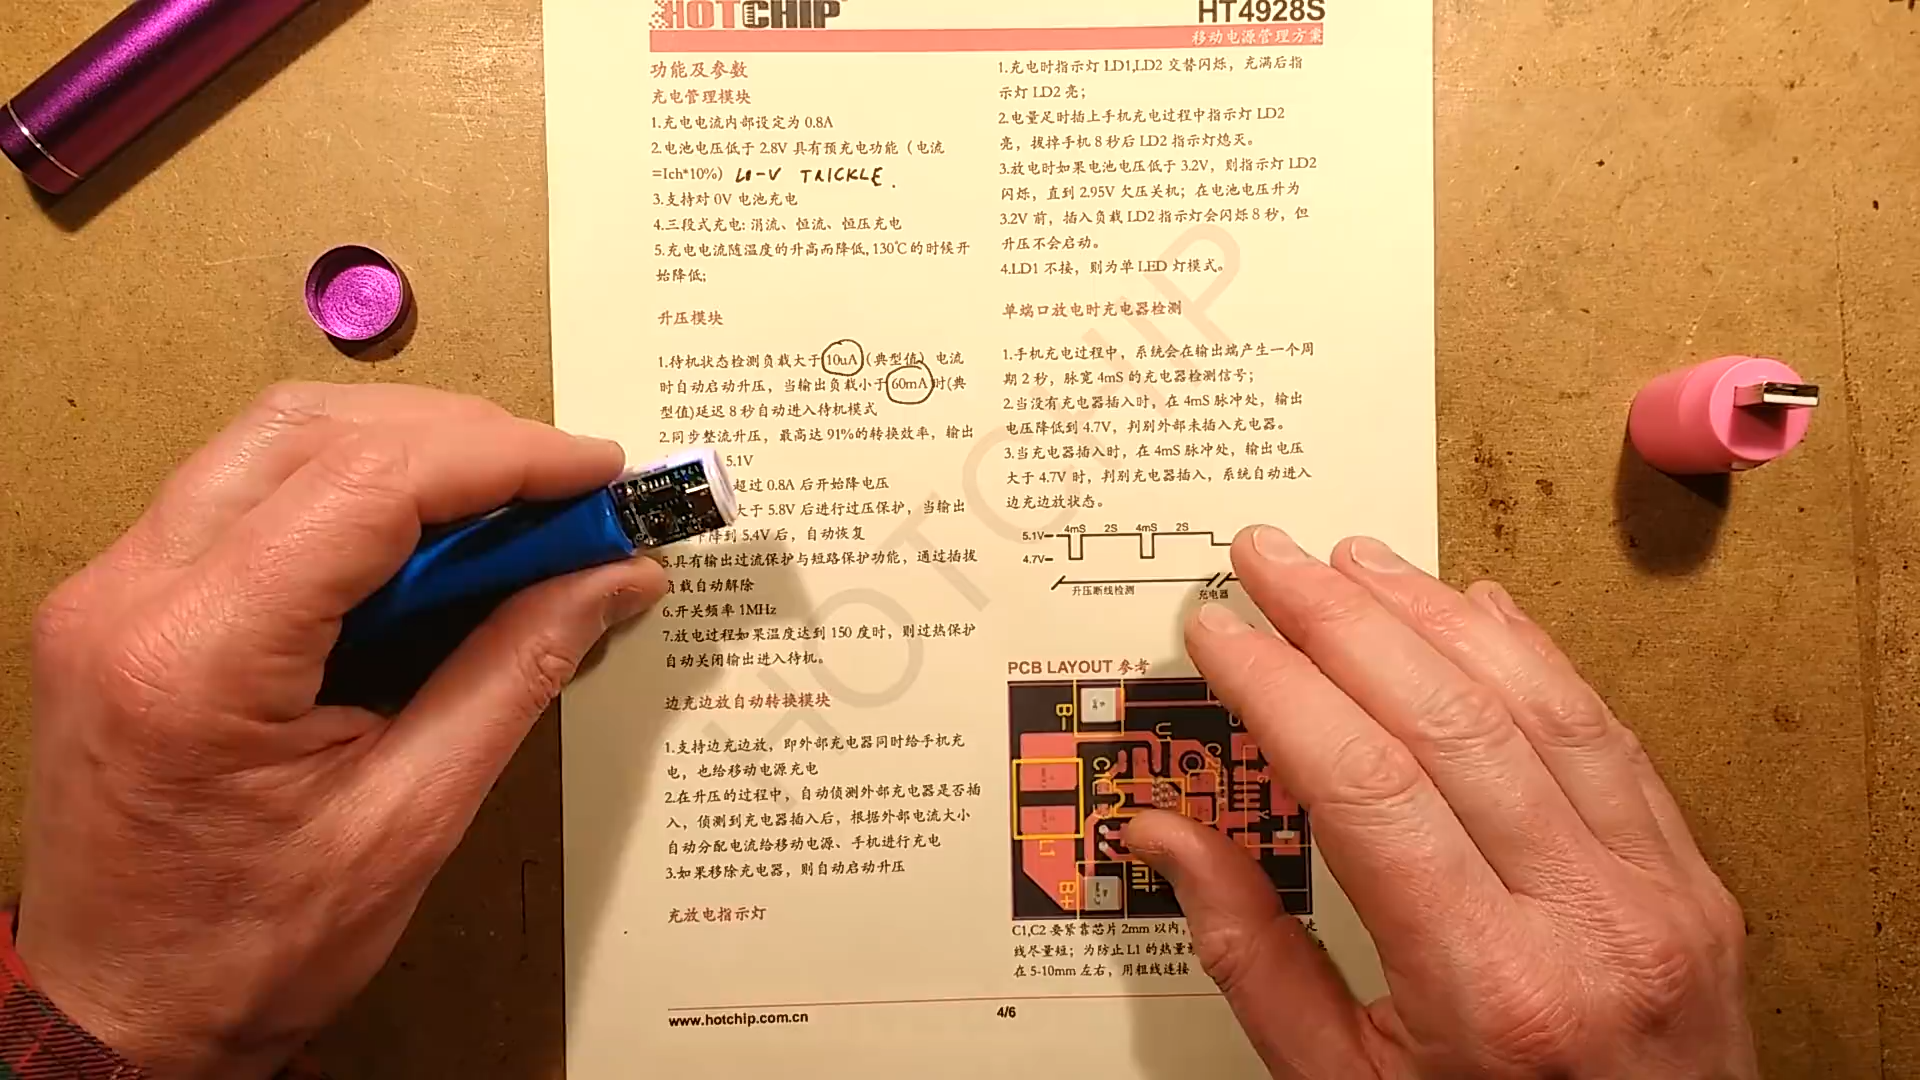 HOTCHIP
HT4928S
移动电源管理方案
功能及参数
充电管理模块
1.充电电流内部设定为 0.8A
2.电池电压低于 2.8V 具有预充电功能（电流
=Ich*10%） LO-V TRICKLE.
3.支持对 0V 电池充电
4.三段式充电: 涓流、恒流、恒压充电
5.充电电流随温度的升高而降低, 130℃ 的时候开
始降低;
升压模块
1.待机状态检测负载大于 10uA（典型值）电流
时自动启动升压，当输出负载小于 60mA 时(典
型值)延迟 8 秒自动进入待机模式
2.同步整流升压，最高达 91%的转换效率，输出
5.1V
超过 0.8A 后开始降电压
大于 5.8V 后进行过压保护，当输出
下降到 5.4V 后，自动恢复
5.具有输出过流保护与短路保护功能，通过插拔
负载自动解除
6.开关频率 1MHz
7.放电过程如果温度达到 150 度时，则过热保护
自动关闭输出进入待机。
边充边放自动转换模块
1.支持边充边放，即外部充电器同时给手机充
电，也给移动电源充电
2.在升压的过程中，自动侦测外部充电器是否插
入，侦测到充电器插入后，根据外部电流大小
自动分配电流给移动电源、手机进行充电
3.如果移除充电器，则自动启动升压
充放电指示灯
1.充电时指示灯 LD1,LD2 交替闪烁，充满后指
示灯 LD2 亮；
2.电量足时插上手机充电过程中指示灯 LD2
亮，拔掉手机 8 秒后 LD2 指示灯熄灭。
3.放电时如果电池电压低于 3.2V，则指示灯 LD2
闪烁，直到 2.95V 欠压关机；在电池电压升为
3.2V 前，插入负载 LD2 指示灯会闪烁 8 秒，但
升压不会启动。
4.LD1 不接，则为单 LED 灯模式。
单端口放电时充电器检测
1.手机充电过程中，系统会在输出端产生一个周
期 2 秒，脉宽 4mS 的充电器检测信号；
2.当没有充电器插入时，在 4mS 脉冲处，输出
电压降低到 4.7V，判别外部未插入充电器。
3.当充电器插入时，在 4mS 脉冲处，输出电压
大于 4.7V 时，判别充电器插入，系统自动进入
边充边放状态。
4mS 2S 4mS 2S
5.1V
4.7V
升压断线检测 充电器
PCB LAYOUT 参考
B-
U1
C1
L1
B+
C1,C2 要紧靠芯片 2mm 以内，
线尽量短；为防止 L1 的热量
在 5-10mm 左右，用粗线连接
www.hotchip.com.cn
4/6
HOTCHIP